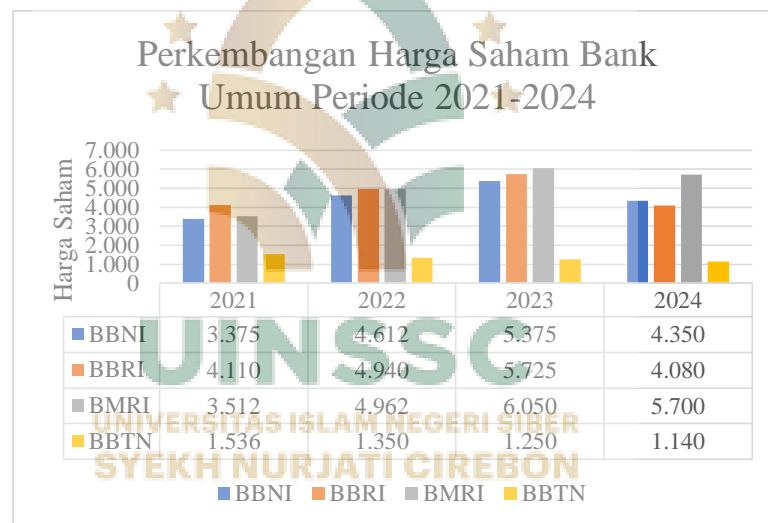 Perkembangan Harga Saham Bank
Umum Periode 2021-2024
Harga Saham
7.000
6.000
5.000
4.000
3.000
2.000
1.000
0
2021 2022 2023 2024
BBNI 3.375 4.612 5.375 4.350
BBRI 4.110 4.940 5.725 4.080
BMRI 3.512 4.962 6.050 5.700
BBTN 1.536 1.350 1.250 1.140
BBNI BBRI BMRI BBTN
UINSSC
UNIVERSITAS ISLAM NEGERI SIBER
SYEKH NURJATI CIREBON